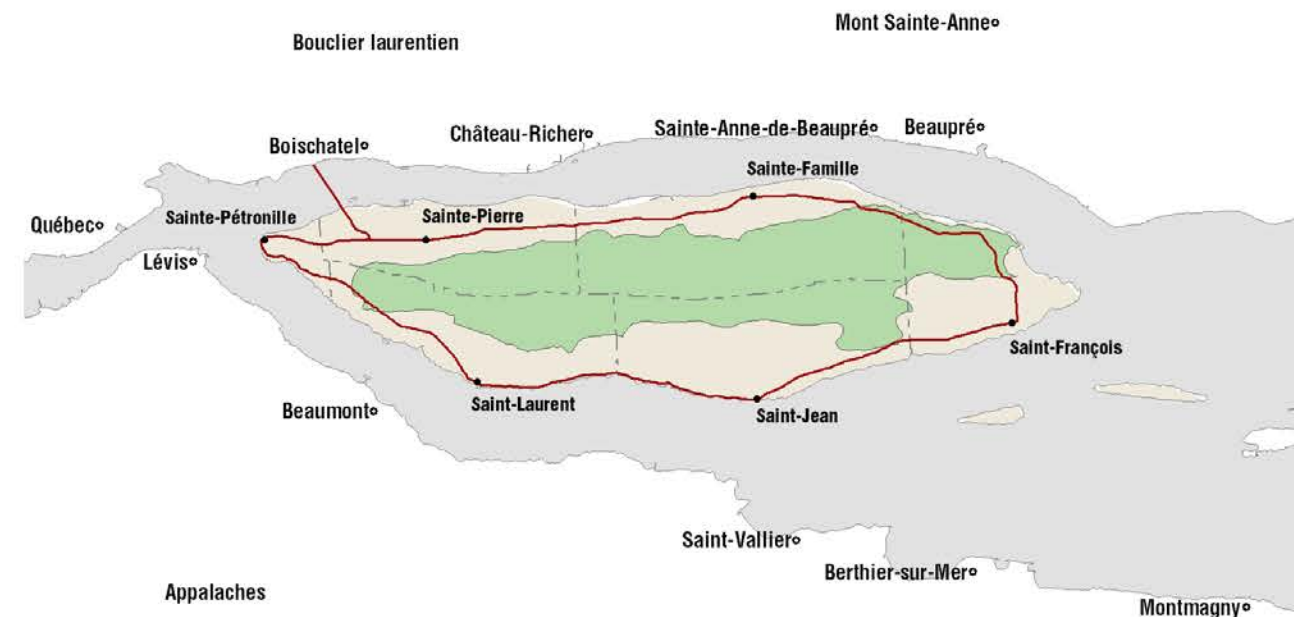 Mont Sainte-Anne
Bouclier laurentien
Château-Richer
Sainte-Anne-de-Beaupré
Beaupré
Boischatel
Sainte-Famille
Québec
Sainte-Pétronille
Sainte-Pierre
Lévis
Saint-François
Beaumont
Saint-Laurent
Saint-Jean
Saint-Vallier
Berthier-sur-Mer
Appalaches
Montmagny